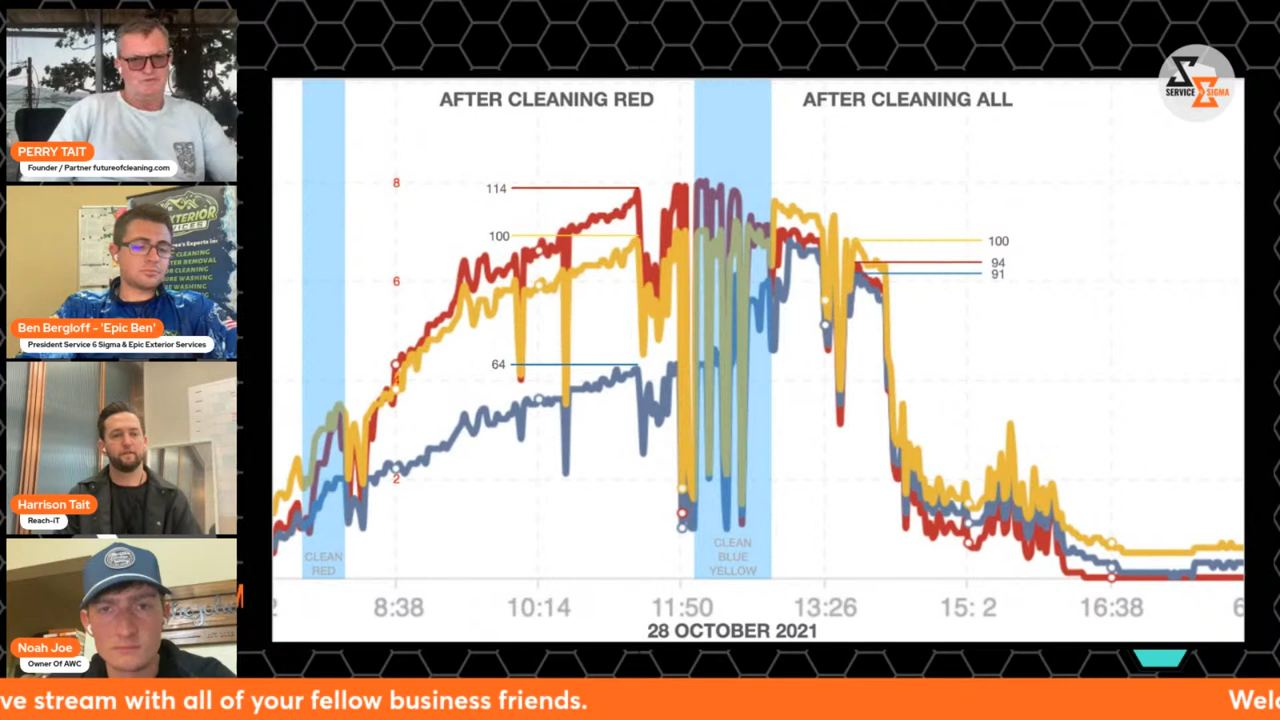 PERRY TAIT
Founder / Partner futureofcleaning.com
Ben Bergloff - 'Epic Ben'
President Service 6 Sigma & Epic Exterior Services
Harrison Tait
Reach-iT
Noah Joe
Owner Of AWC
EXTERIOR
AFTER CLEANING RED
AFTER CLEANING ALL
SERVICE 6 SIGMA
8
6
2
114
100
64
100
94
91
CLEAN
RED
CLEAN
BLUE
YELLOW
8:38
10:14
11:50
13:26
15: 2
16:38
6
28 OCTOBER 2021
ve stream with all of your fellow business friends.
Welc